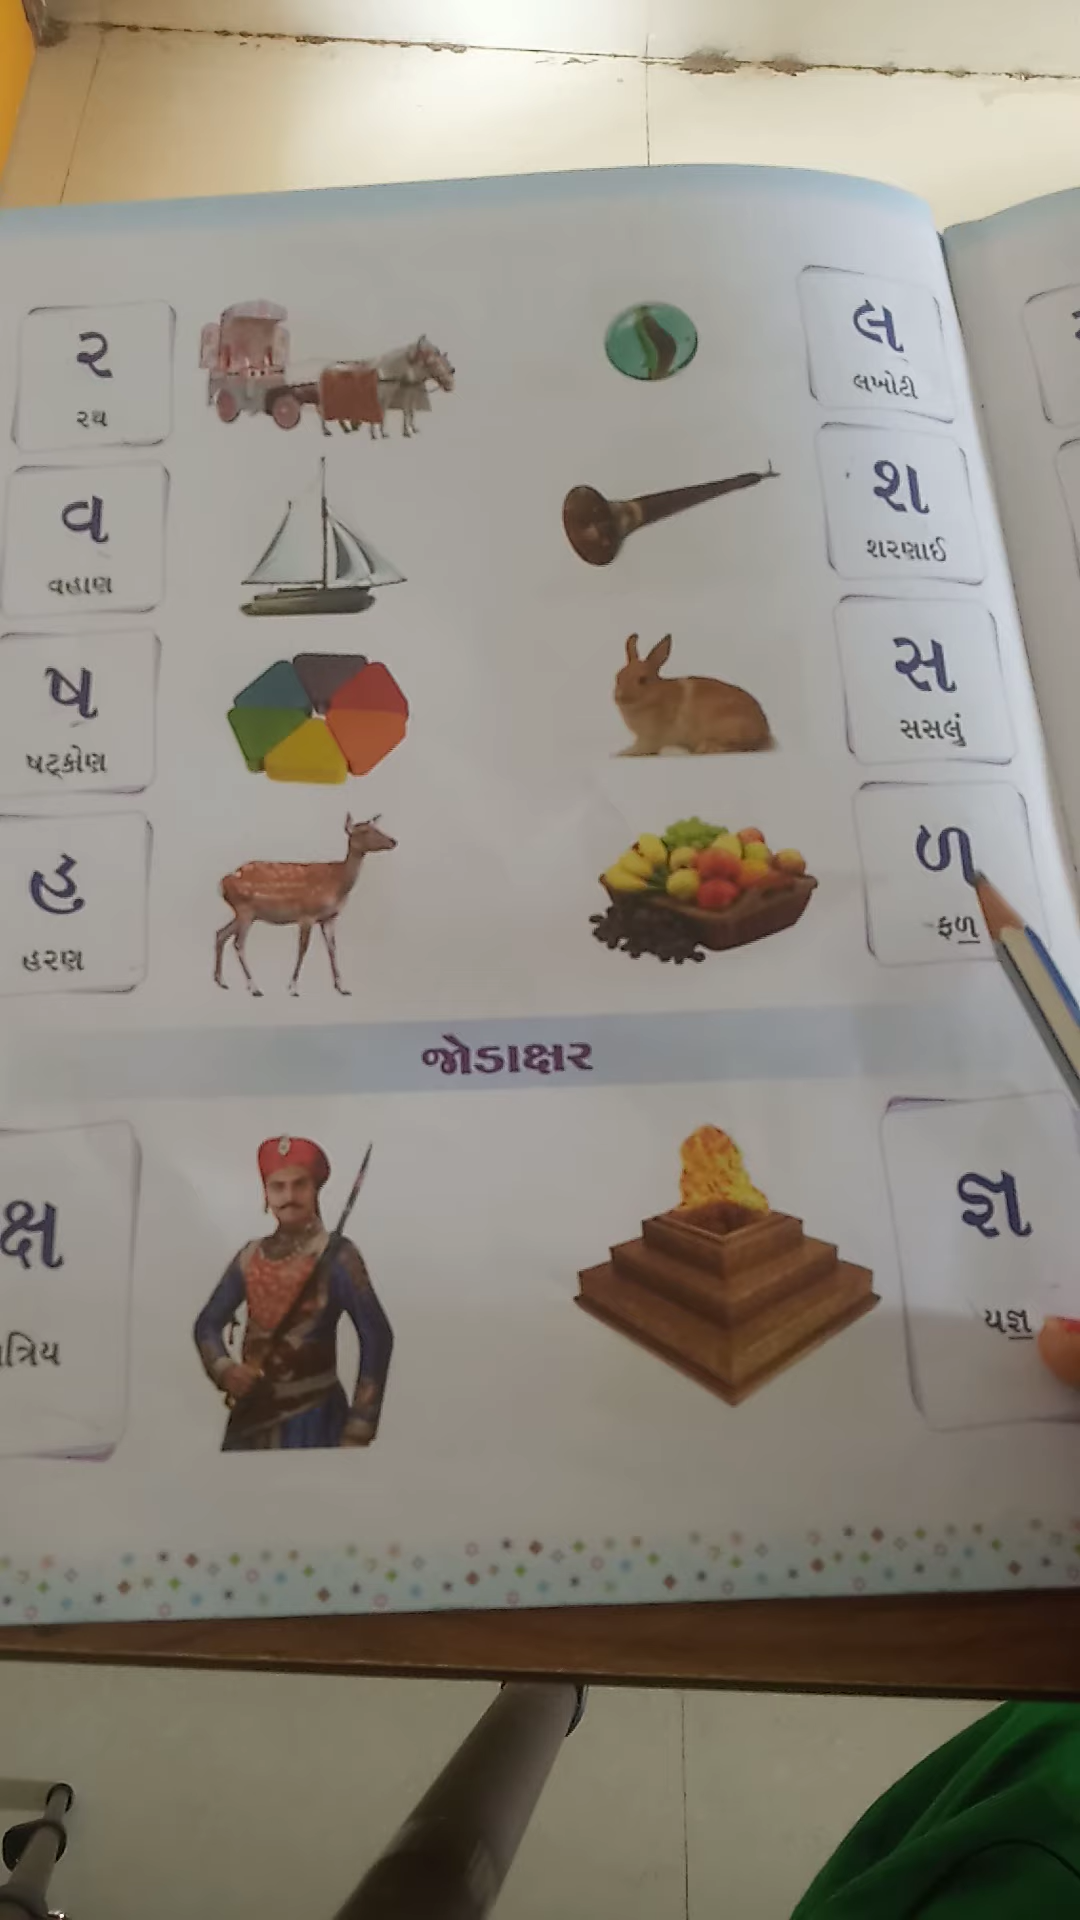 ર
રથ
લ
લખોટી
વ
વહાણ
શ
શરણાઈ
ષ
ષટ્કોણ
સ
સસલું
હ
હરણ
ળ
ફળ
જોડાક્ષર
ક્ષ
જ્ઞ
યજ્ઞ